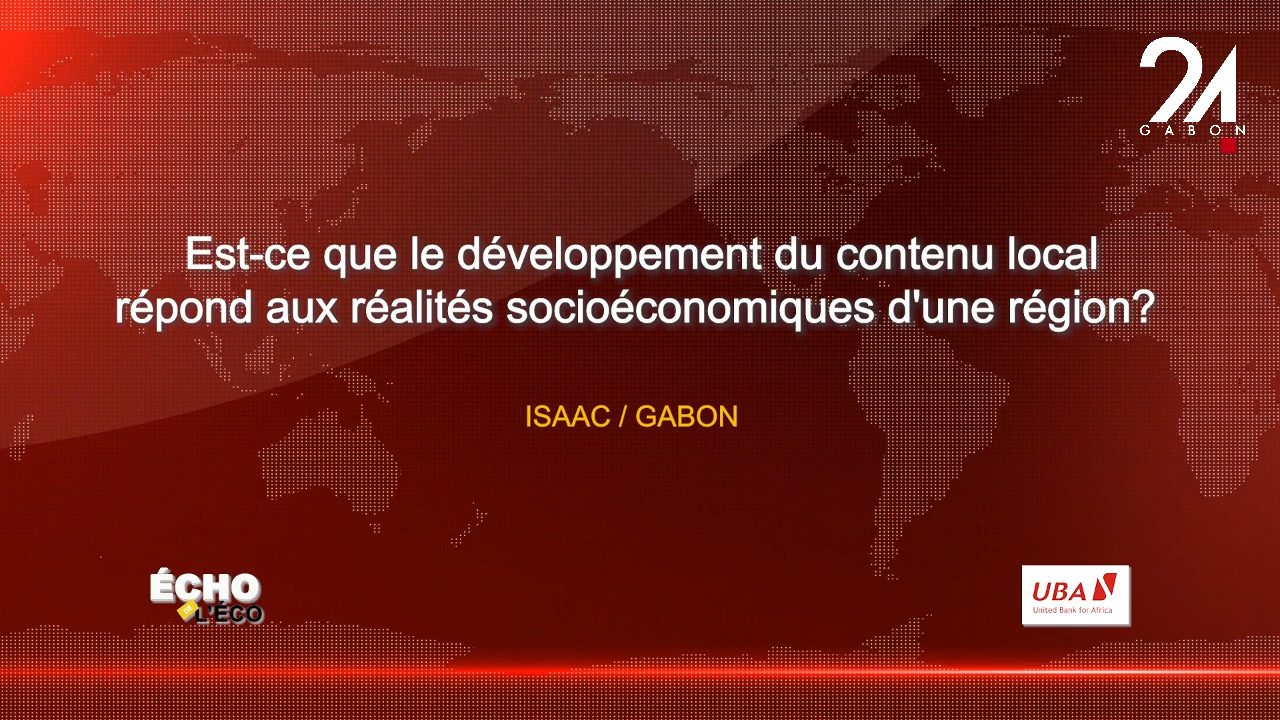 24
GABON
Est-ce que le développement du contenu local
répond aux réalités socioéconomiques d'une région?
ISAAC / GABON
ÉCHO
DE L'ÉCO
UBA
United Bank for Africa